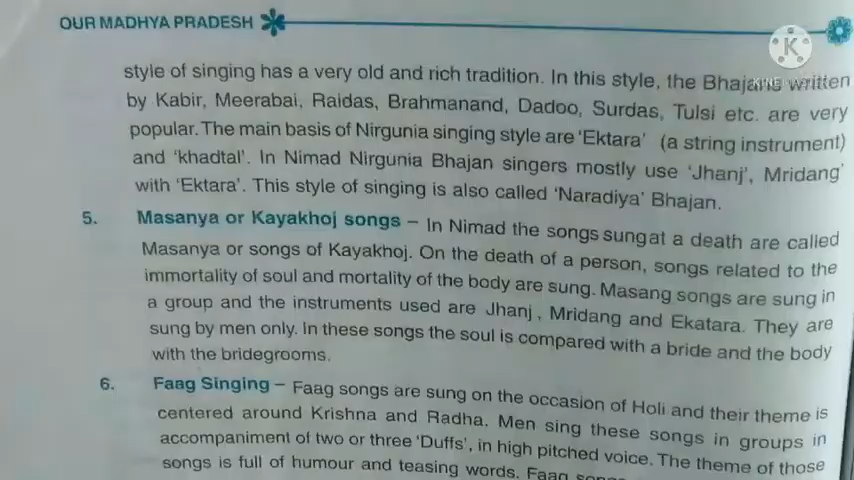 OUR MADHYA PRADESH
K
style of singing has a very old and rich tradition. In this style, the Bhajans written
by Kabir, Meerabai, Raidas, Brahmanand, Dadoo, Surdas, Tulsi etc. are very
popular. The main basis of Nirgunia singing style are 'Ektara' (a string instrument)
and 'khadtal'. In Nimad Nirgunia Bhajan singers mostly use 'Jhanj', Mridang'
with 'Ektara'. This style of singing is also called 'Naradiya' Bhajan.
5. Masanya or Kayakhoj songs – In Nimad the songs sung at a death are called
Masanya or songs of Kayakhoj. On the death of a person, songs related to the
immortality of soul and mortality of the body are sung. Masang songs are sung in
a group and the instruments used are Jhanj, Mridang and Ekatara. They are
sung by men only. In these songs the soul is compared with a bride and the body
with the bridegrooms.
6. Faag Singing – Faag songs are sung on the occasion of Holi and their theme is
centered around Krishna and Radha. Men sing these songs in groups in
accompaniment of two or three 'Duffs', in high pitched voice. The theme of those
songs is full of humour and teasing words. Faag